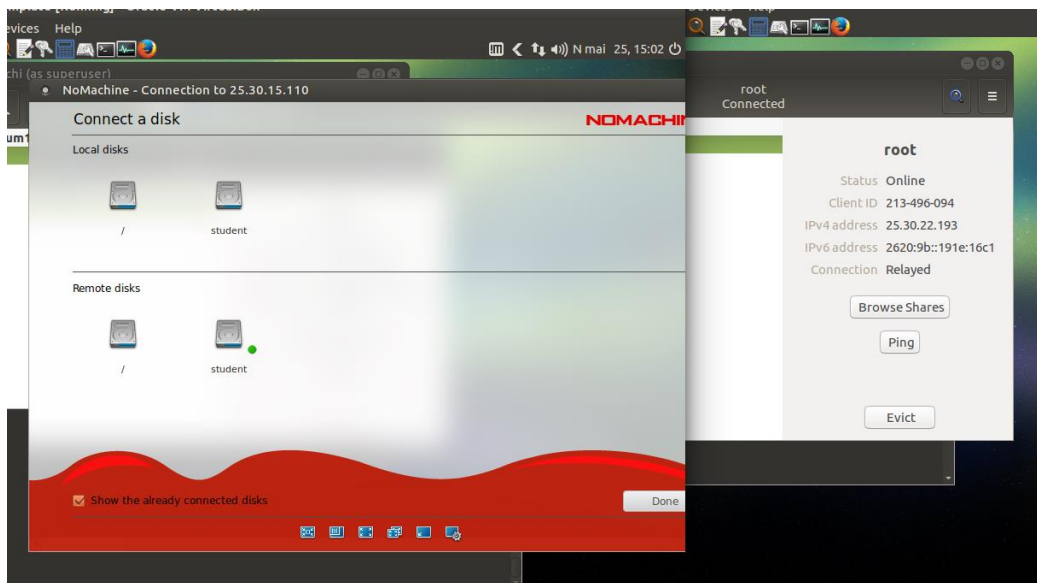 evices Help
N mai 25, 15:02
chi (as superuser)
NoMachine - Connection to 25.30.15.110
Connect a disk
NOMACHI
Local disks
/
student
Remote disks
/
student
Show the already connected disks
Done
Help
root
Connected
root
Status Online
Client ID 213-496-094
IPv4 address 25.30.22.193
IPv6 address 2620:9b::191e:16c1
Connection Relayed
Browse Shares
Ping
Evict